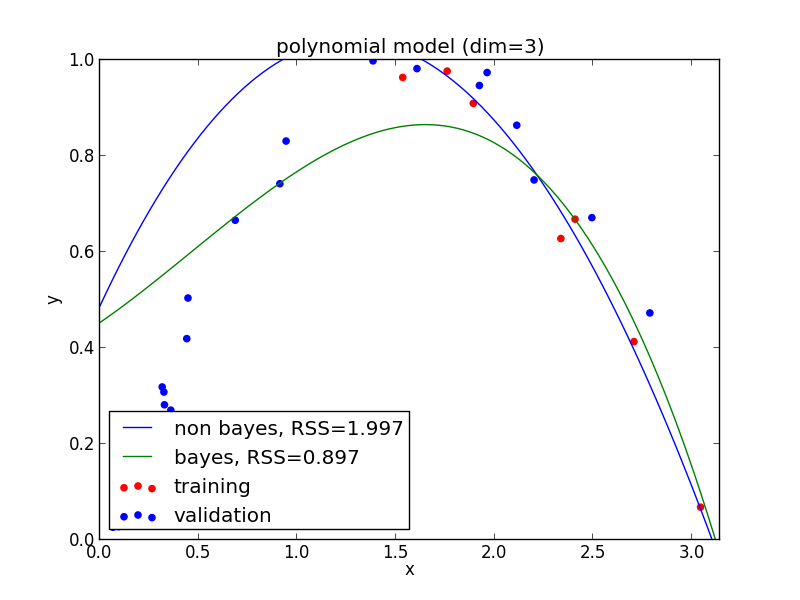 polynomial model (dim=3)
1.0
0.8
0.6
y
0.4
0.2
0.0
non bayes, RSS=1.997
bayes, RSS=0.897
training
validation
0.0 0.5 1.0 1.5 2.0 2.5 3.0
x